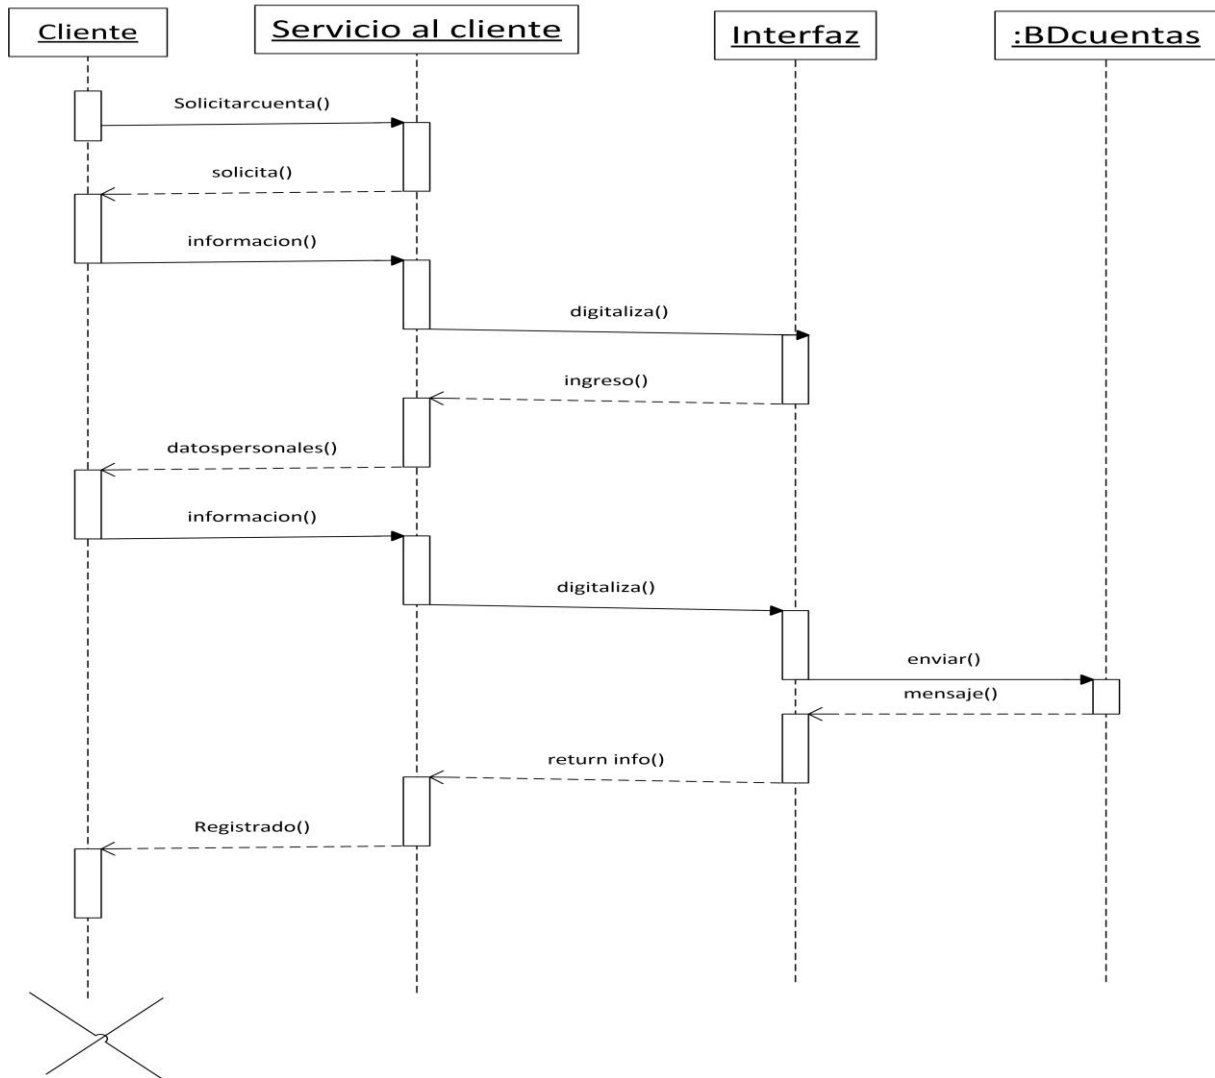 Cliente
Servicio al cliente
Interfaz
:BDcuentas
Solicitarcuenta()
solicita()
informacion()
digitaliza()
ingreso()
datospersonales()
informacion()
digitaliza()
enviar()
mensaje()
return info()
Registrado()